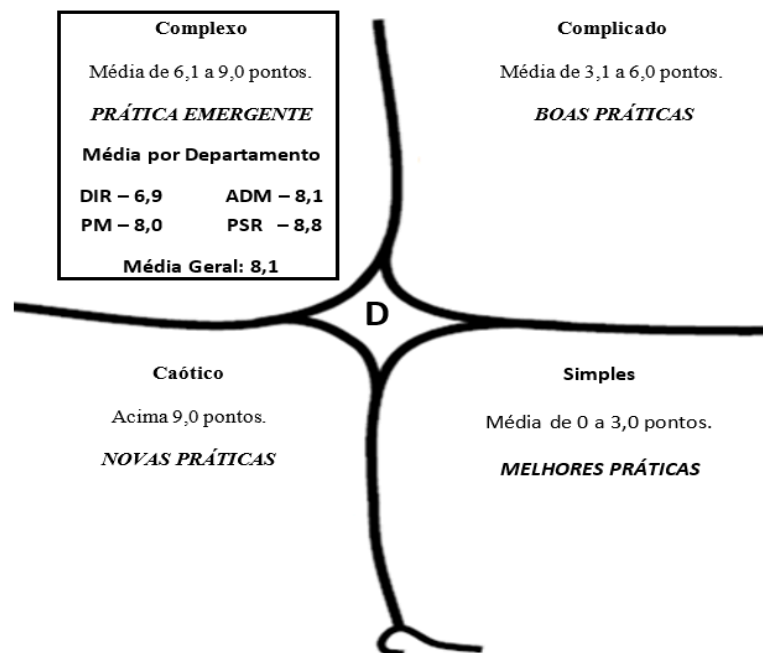 Complexo
Média de 6,1 a 9,0 pontos.
PRÁTICA EMERGENTE
Média por Departamento
DIR – 6,9 ADM – 8,1
PM – 8,0 PSR – 8,8
Média Geral: 8,1
Complicado
Média de 3,1 a 6,0 pontos.
BOAS PRÁTICAS
D
Caótico
Acima 9,0 pontos.
NOVAS PRÁTICAS
Simples
Média de 0 a 3,0 pontos.
MELHORES PRÁTICAS